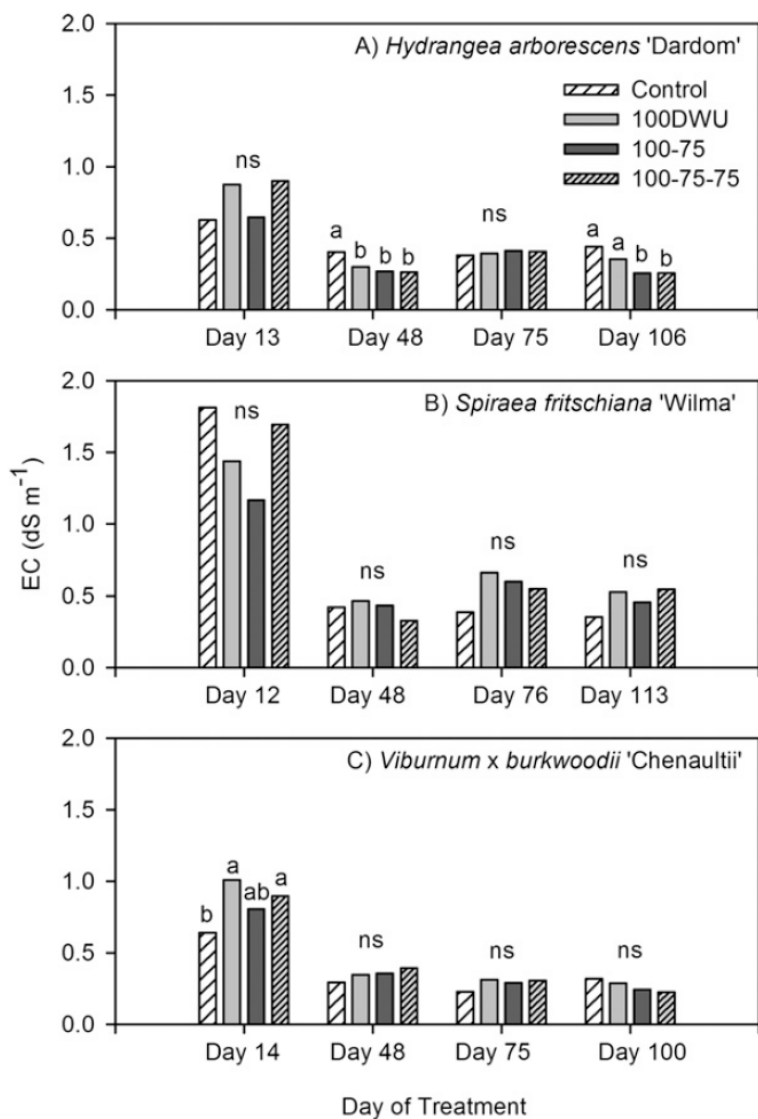 A) Hydrangea arborescens 'Dardom'
Control
100DWU
100-75
100-75-75
2.0
1.5
1.0
0.5
0.0
ns
a b b b
ns
a a b b
Day 13 Day 48 Day 75 Day 106
B) Spiraea fritschiana 'Wilma'
2.0
1.5
1.0
0.5
0.0
ns
ns
ns
ns
Day 12 Day 48 Day 76 Day 113
EC (dS m⁻¹)
C) Viburnum x burkwoodii 'Chenaultii'
2.0
1.5
1.0
0.5
0.0
b a ab a
ns
ns
ns
Day 14 Day 48 Day 75 Day 100
Day of Treatment